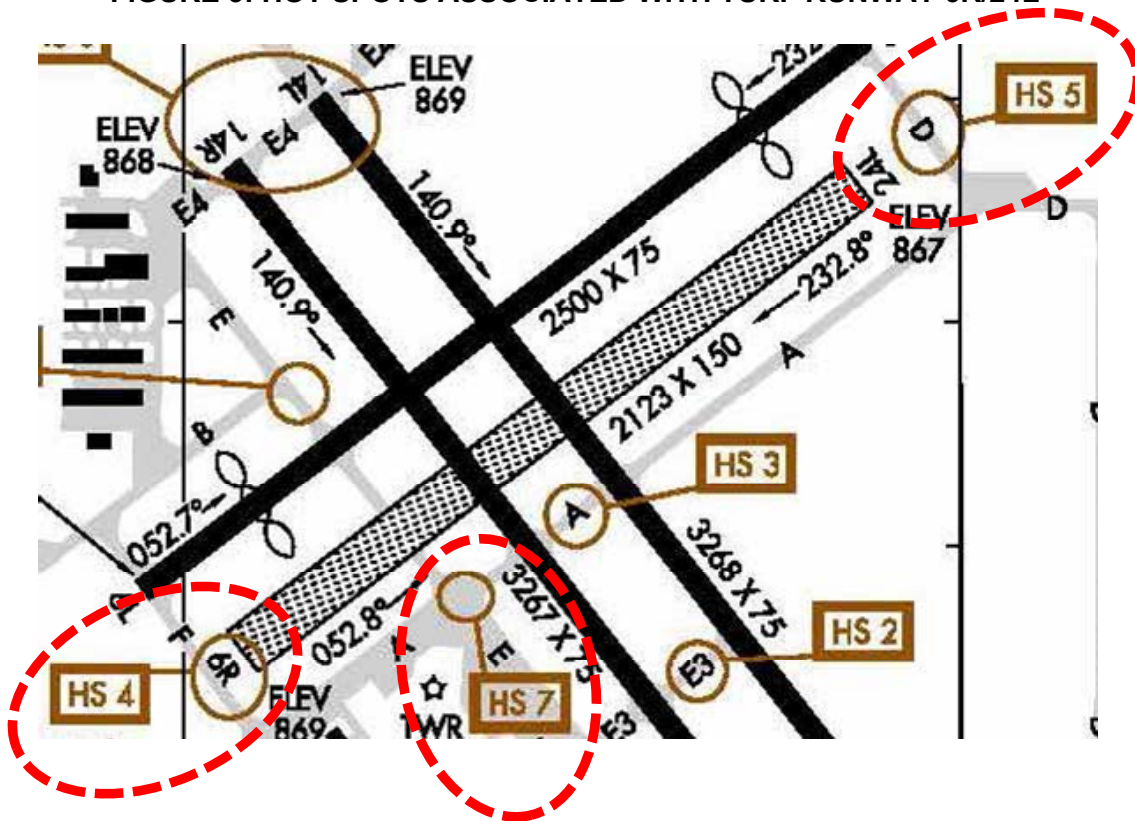 ELEV
869
14L
E4
14R
ELEV
868
E4
140.9°
140.9°
E
B
052.7°
2500 X 75
HS 5
D
D
24L
ELEV
867
232.8°
2123 X 150
A
HS 3
A
3268 X 75
HS 2
E3
3267 X 75
052.8°
6L
F
6R
HS 4
ELEV
869
E
HS 7
TWR
E3